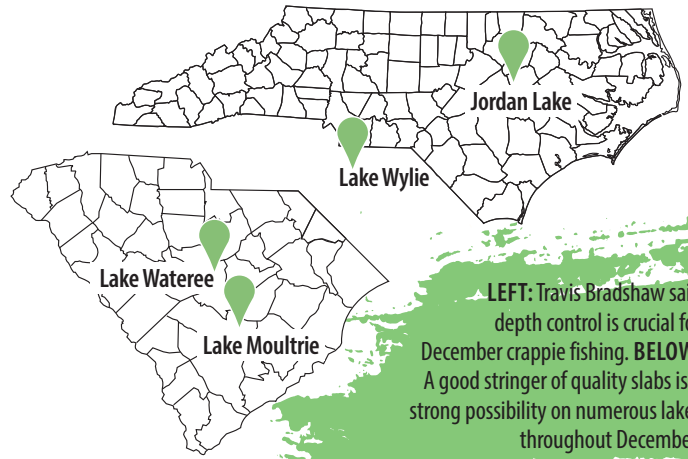 Jordan Lake
Lake Wylie
Lake Wateree
Lake Moultrie
LEFT: Travis Bradshaw sai
depth control is crucial fo
December crappie fishing. BELOW
A good stringer of quality slabs is
strong possibility on numerous lake
throughout December